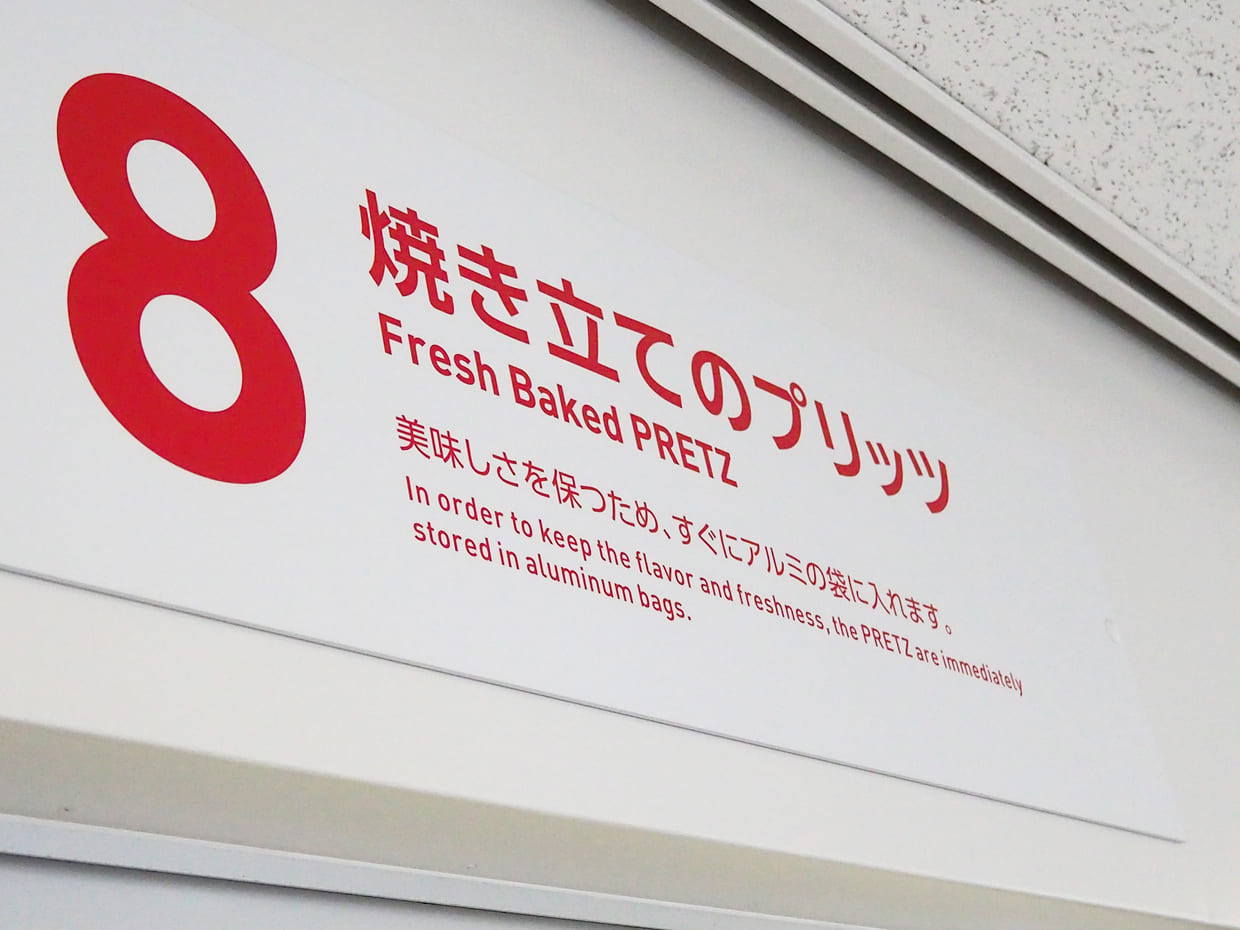 8
焼き立てのプリッツ
Fresh Baked PRETZ
美味しさを保つため、すぐにアルミの袋に入れます。
In order to keep the flavor and freshness, the PRETZ are immediately
stored in aluminum bags.